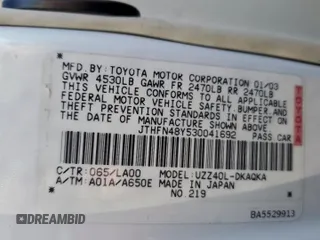 MFD. BY: TOYOTA MOTOR CORPORATION 01/03
GVWR 4530LB GAWR FR 2470LB RR 2470LB
THIS VEHICLE CONFORMS TO ALL APPLICABLE
FEDERAL MOTOR VEHICLE SAFETY, BUMPER, AND
THEFT PREVENTION STANDARDS IN EFFECT ON
THE DATE OF MANUFACTURE SHOWN ABOVE.
JTHFN48Y530041692 PASS. CAR
C/TR: 065/LA00 MODEL: UZZ40L-DKAQKA
A/TM: A01A/A650E MADE IN JAPAN
NO. 219
TOYOTA
BA5529913
DREAMBID